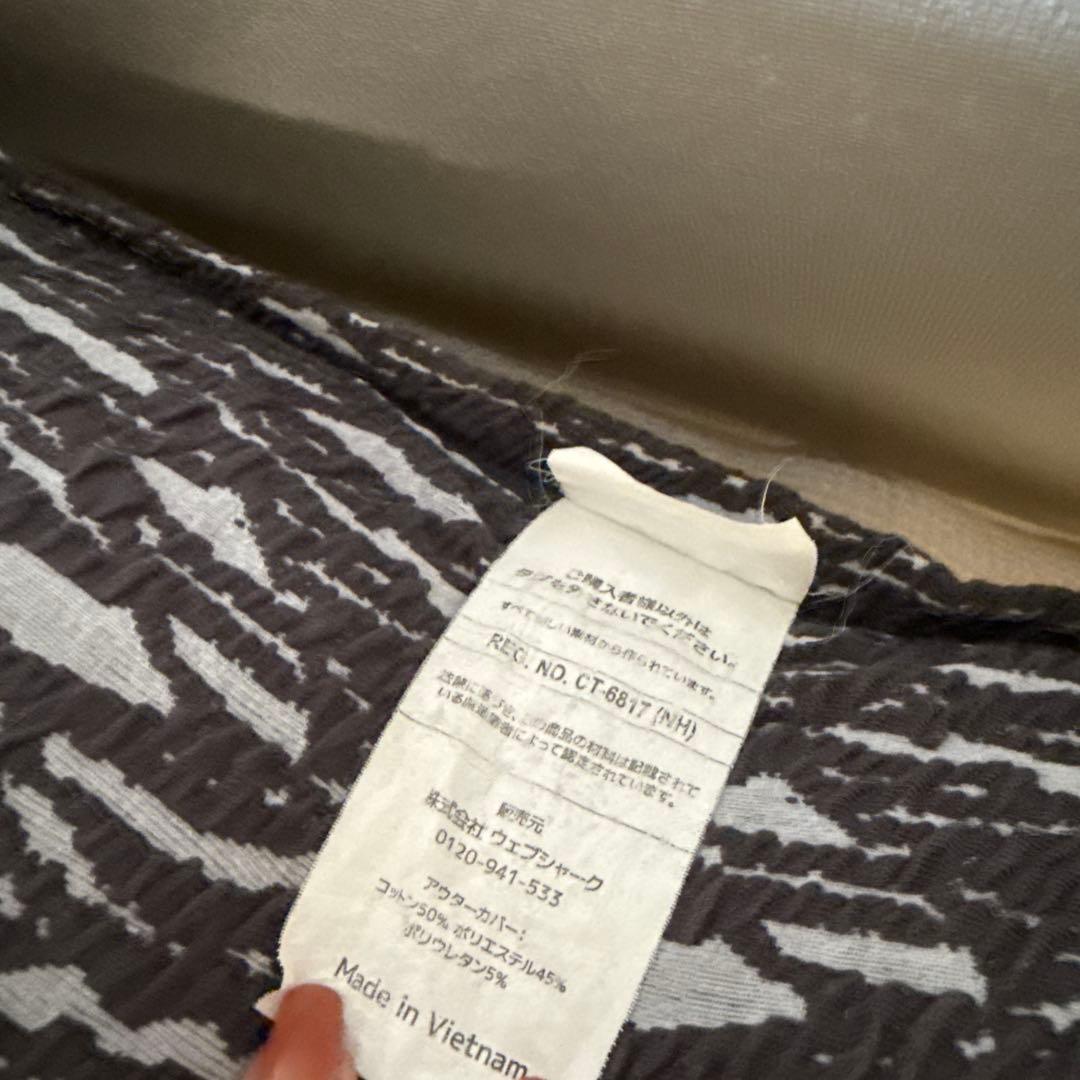 ご購入者様以外は
タグを外さないでください。
すべて新しい素材から作られています。
REG. NO. CT-6817 (NH)
法律に基づき、この商品の材料は記載されて
いる製造業者によって認定されています。
販売元
株式会社 ウェブシャーク
0120-941-533
アウターカバー:
コットン50% ポリエステル45%
ポリウレタン5%
Made in Vietnam